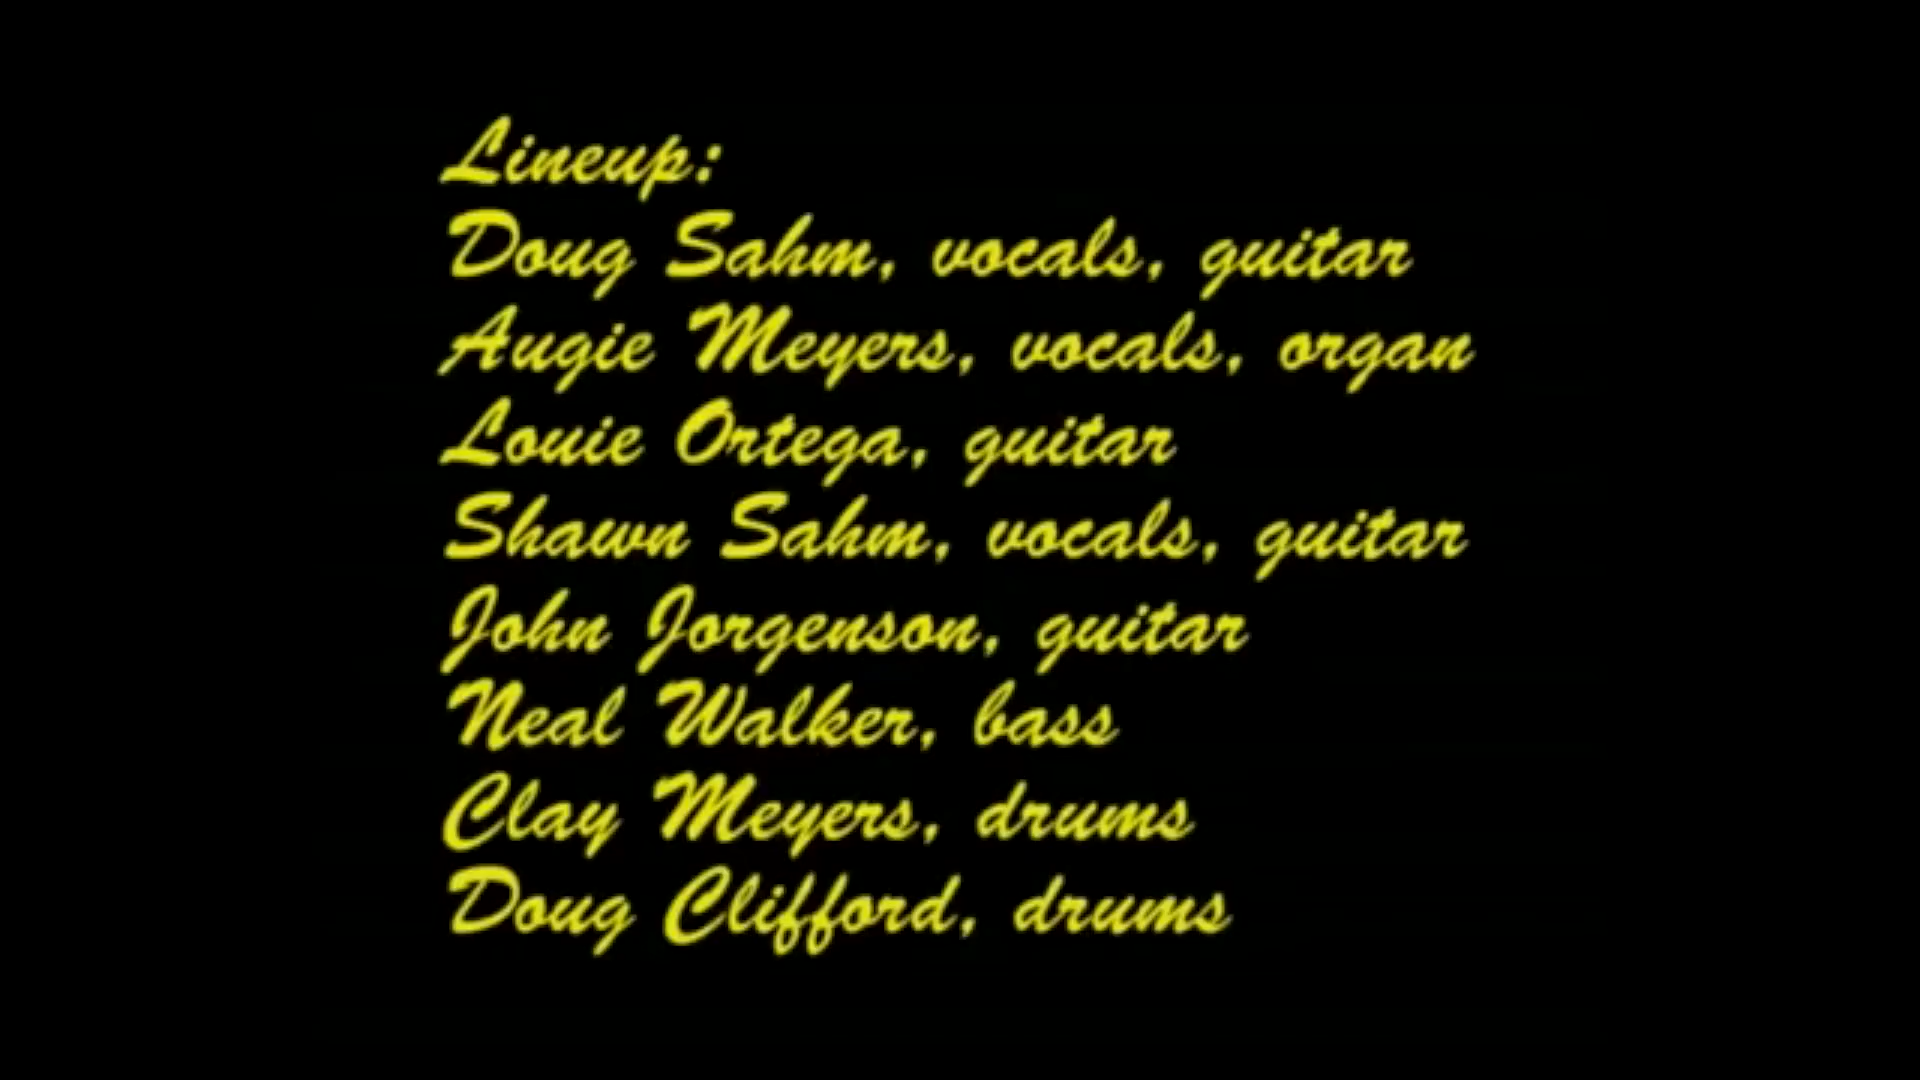 Lineup:
Doug Sahm, vocals, guitar
Augie Meyers, vocals, organ
Louie Ortega, guitar
Shawn Sahm, vocals, guitar
John Jorgenson, guitar
Neal Walker, bass
Clay Meyers, drums
Doug Clifford, drums